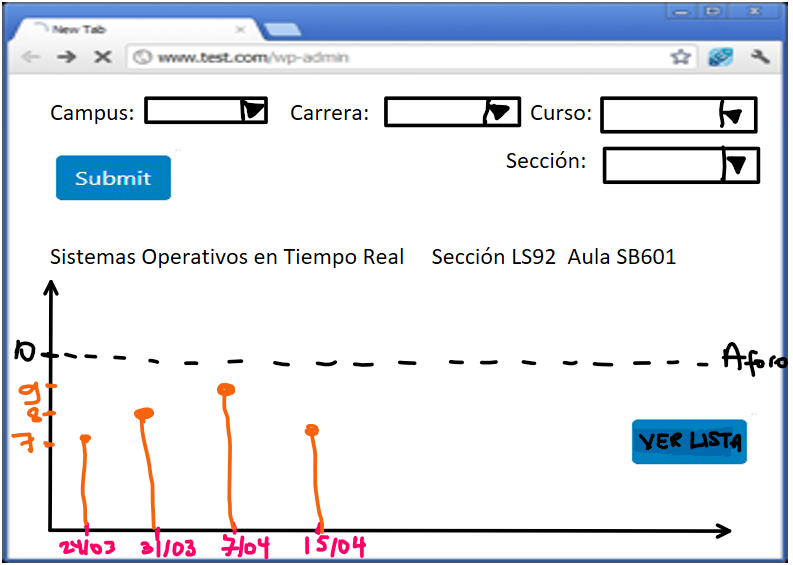 New Tab
www.test.com/wp-admin
Campus: Carrera: Curso:
Sección:
Submit
Sistemas Operativos en Tiempo Real Sección LS92 Aula SB601
10 Aforo
9
8
7
VER LISTA
24/03 31/03 7/04 15/04